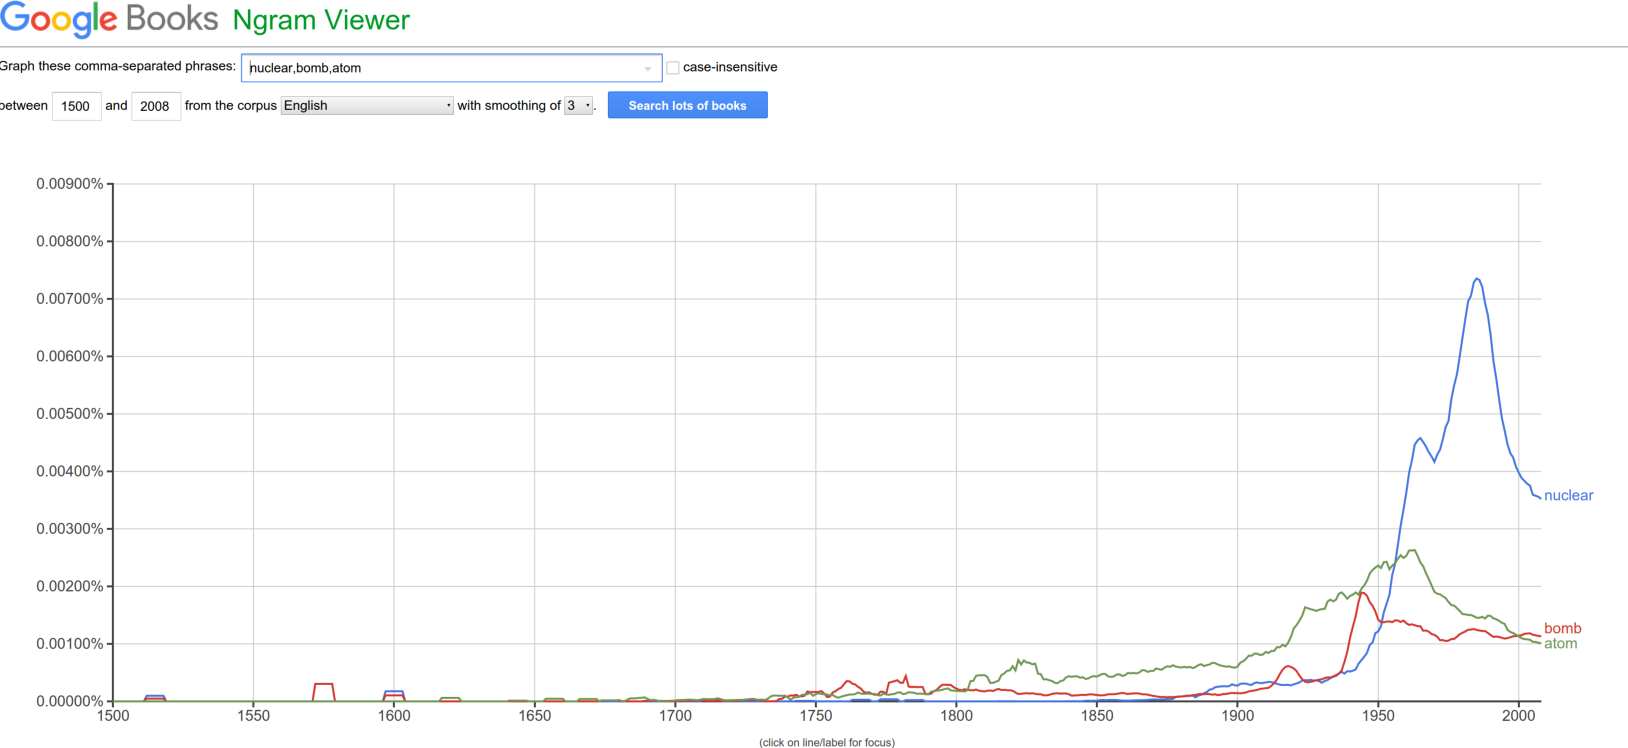 Google Books Ngram Viewer
Graph these comma-separated phrases: nuclear,bomb,atom case-insensitive
between 1500 and 2008 from the corpus English with smoothing of 3 . Search lots of books
0.00900%
0.00800%
0.00700%
0.00600%
0.00500%
0.00400%
nuclear
0.00300%
0.00200%
bomb
0.00100%
atom
0.00000%
1500 1550 1600 1650 1700 1750 1800 1850 1900 1950 2000
(click on line/label for focus)